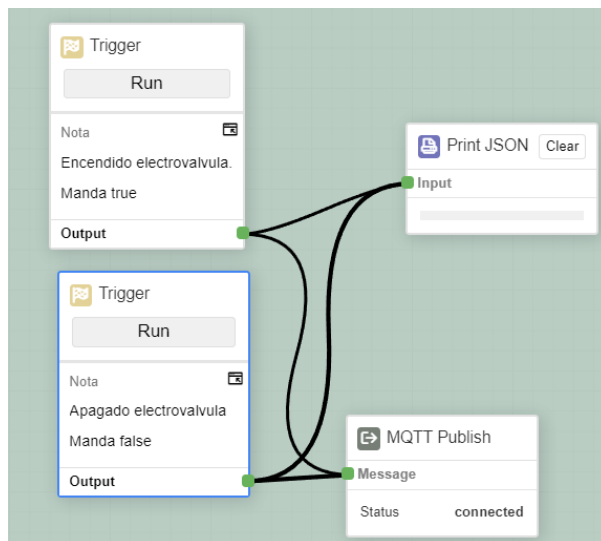 Trigger
Run
Nota
Encendido electrovalvula.
Manda true
Output
Trigger
Run
Nota
Apagado electrovalvula
Manda false
Output
Print JSON
Clear
Input
MQTT Publish
Message
Status connected